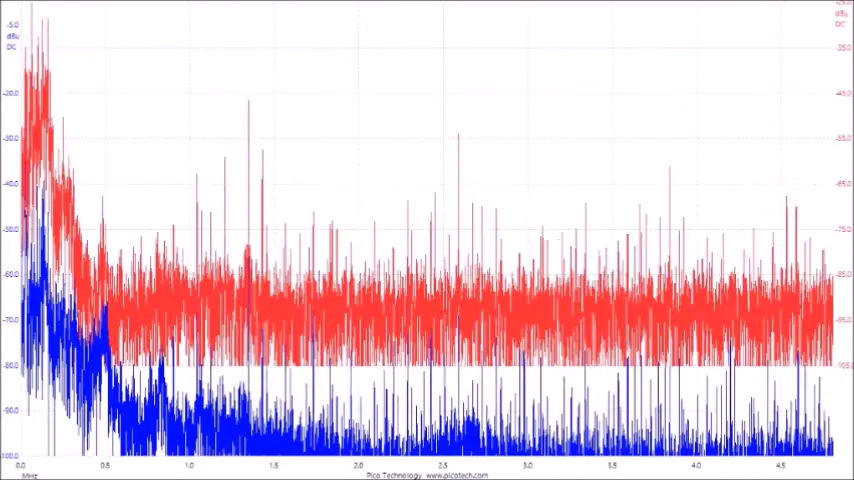 -5.0
dBu
DC
-20.0
-30.0
-40.0
-50.0
-60.0
-70.0
-80.0
-90.0
-100.0
dBu
DC
-35.0
-45.0
-55.0
-65.0
-75.0
-85.0
-95.0
-105.0
0.0 0.5 1.0 1.5 2.0 2.5 3.0 3.5 4.0 4.5
MHz
Pico Technology www.picotech.com